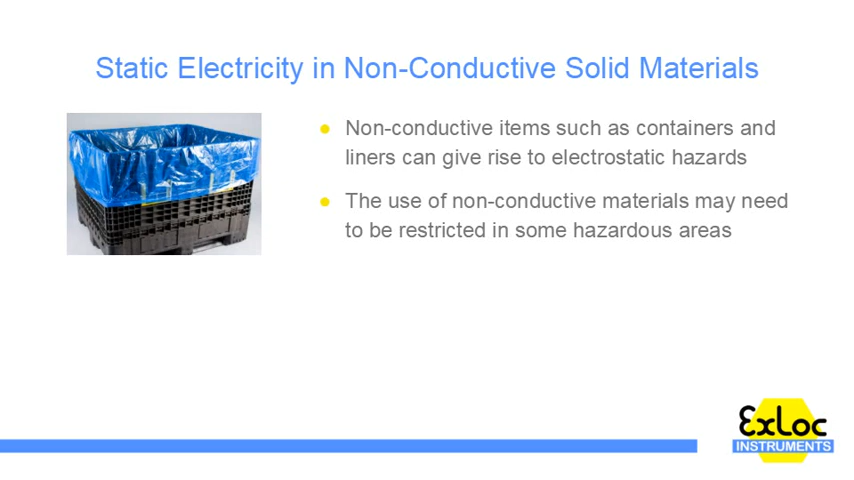 Static Electricity in Non-Conductive Solid Materials
● Non-conductive items such as containers and
liners can give rise to electrostatic hazards
● The use of non-conductive materials may need
to be restricted in some hazardous areas
ExLoc
INSTRUMENTS